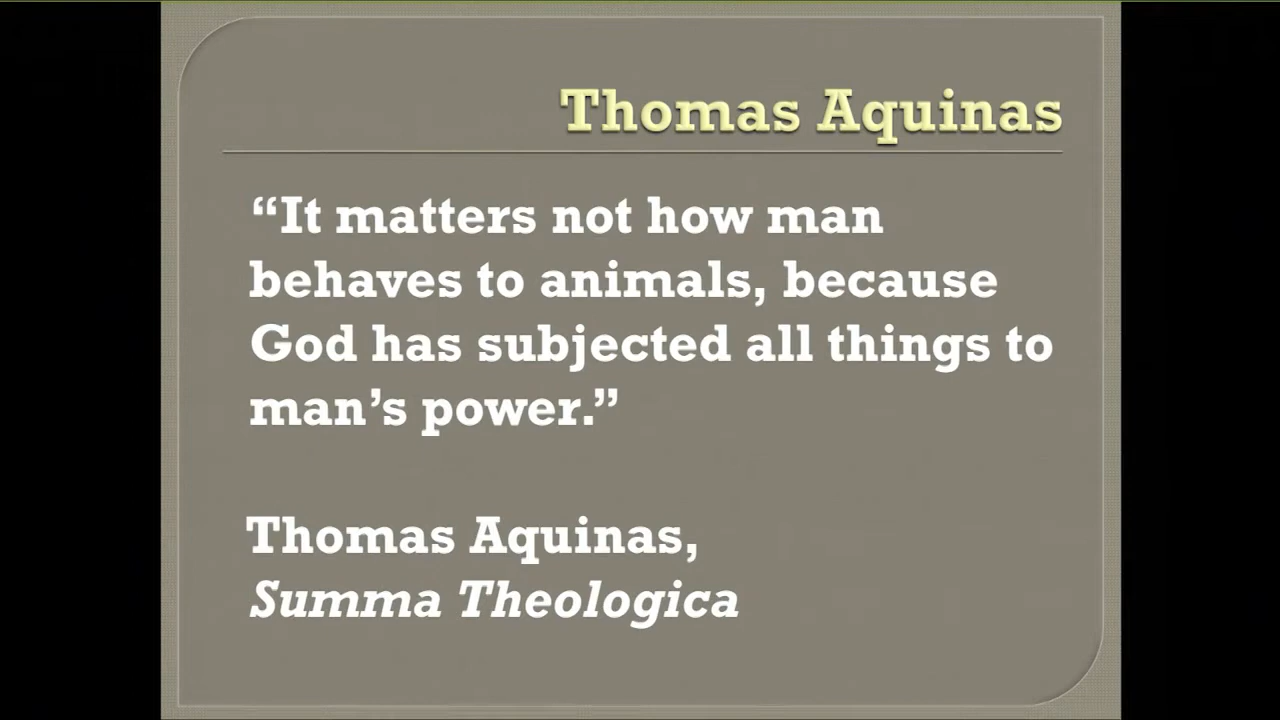 Thomas Aquinas
“It matters not how man
behaves to animals, because
God has subjected all things to
man’s power.”
Thomas Aquinas,
Summa Theologica